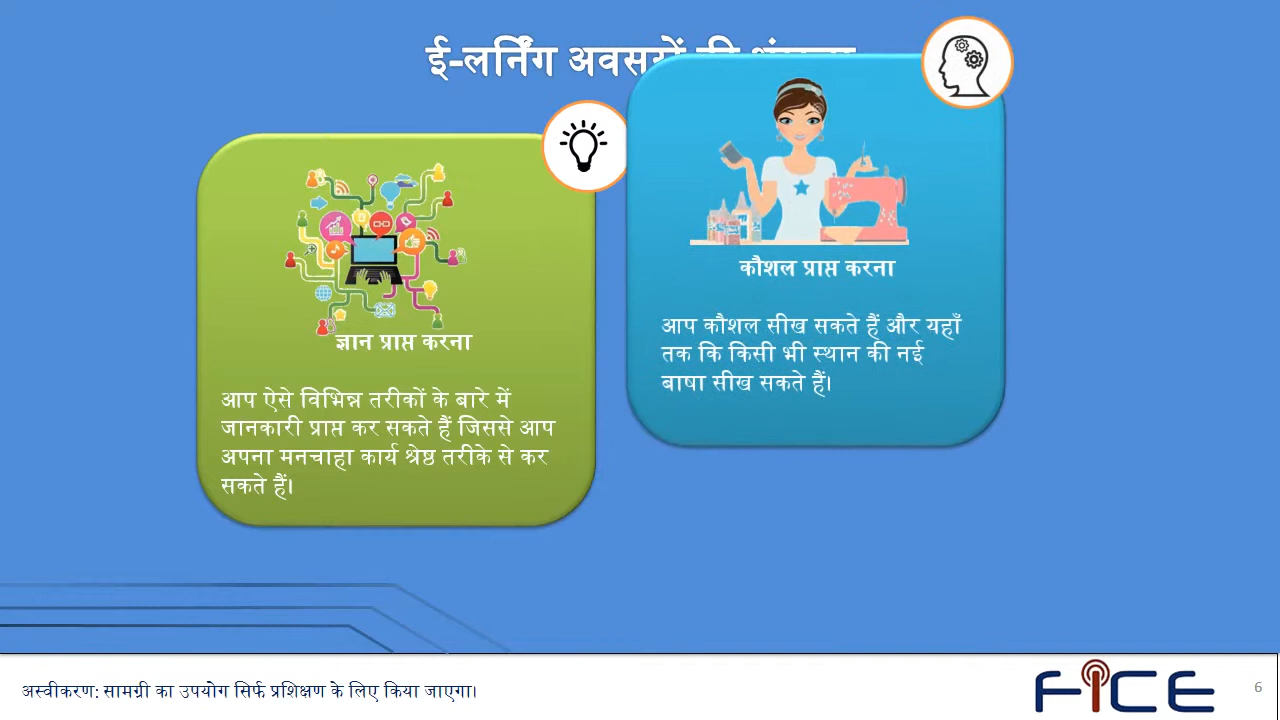 ई-लर्निंग अवसरों की
ज्ञान प्राप्त करना
आप ऐसे विभिन्न तरीकों के बारे में
जानकारी प्राप्त कर सकते हैं जिससे आप
अपना मनचाहा कार्य श्रेष्ठ तरीके से कर
सकते हैं।
कौशल प्राप्त करना
आप कौशल सीख सकते हैं और यहाँ
तक कि किसी भी स्थान की नई
बाषा सीख सकते हैं।
अस्वीकरण: सामग्री का उपयोग सिर्फ प्रशिक्षण के लिए किया जाएगा।
FICE
6